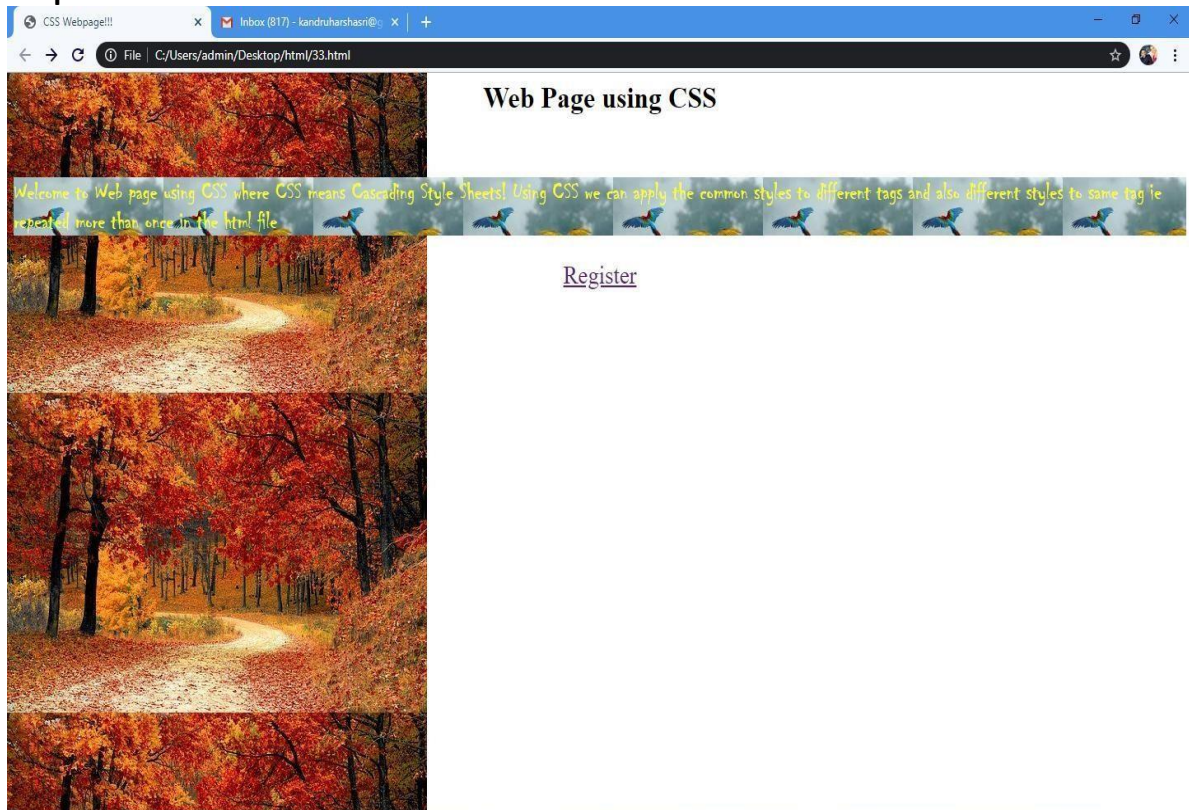 CSS Webpage!!!
Inbox (817) - kandruharshasri@g
File | C:/Users/admin/Desktop/html/33.html
Web Page using CSS
Welcome to Web page using CSS where CSS means Cascading Style Sheets! Using CSS we can apply the common styles to different tags and also different styles to same tag ie
repeated more than once in the html file
Register